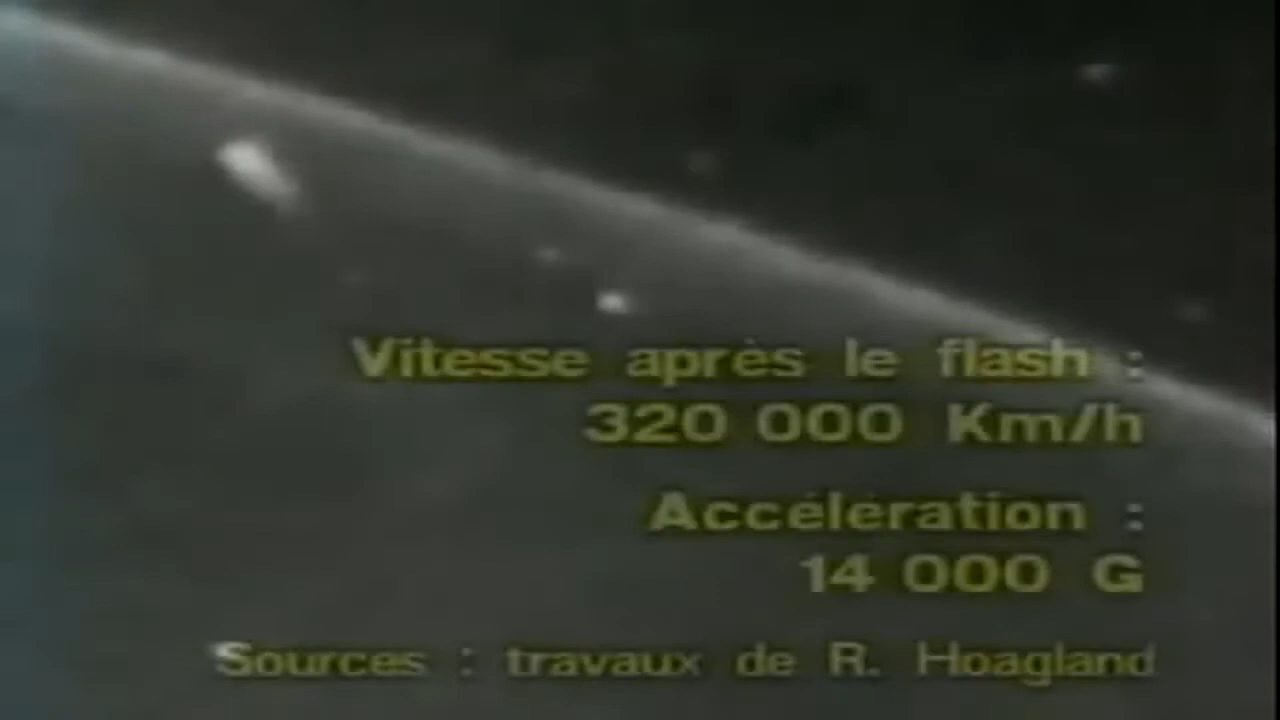 Vitesse après le flash :
320 000 Km/h
Accélération :
14 000 G
Sources : travaux de R. Hoagland